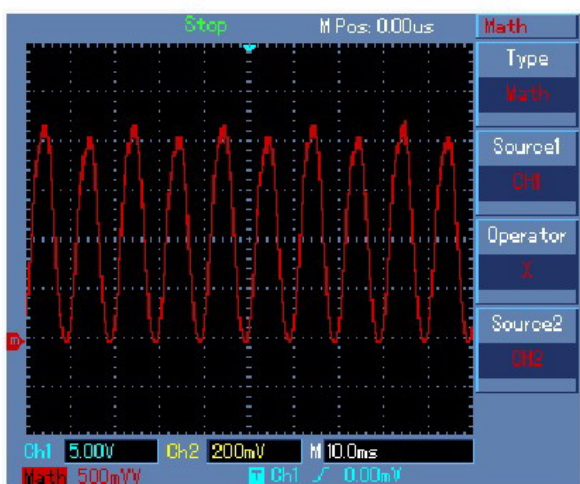 Stop M Pos: 0.00us Math
Type
Math
Source1
CH1
Operator
X
Source2
CH2
m
Ch1 5.00V Ch2 200mV M 10.0ms
Math 500mVV T Ch1 0.00mV